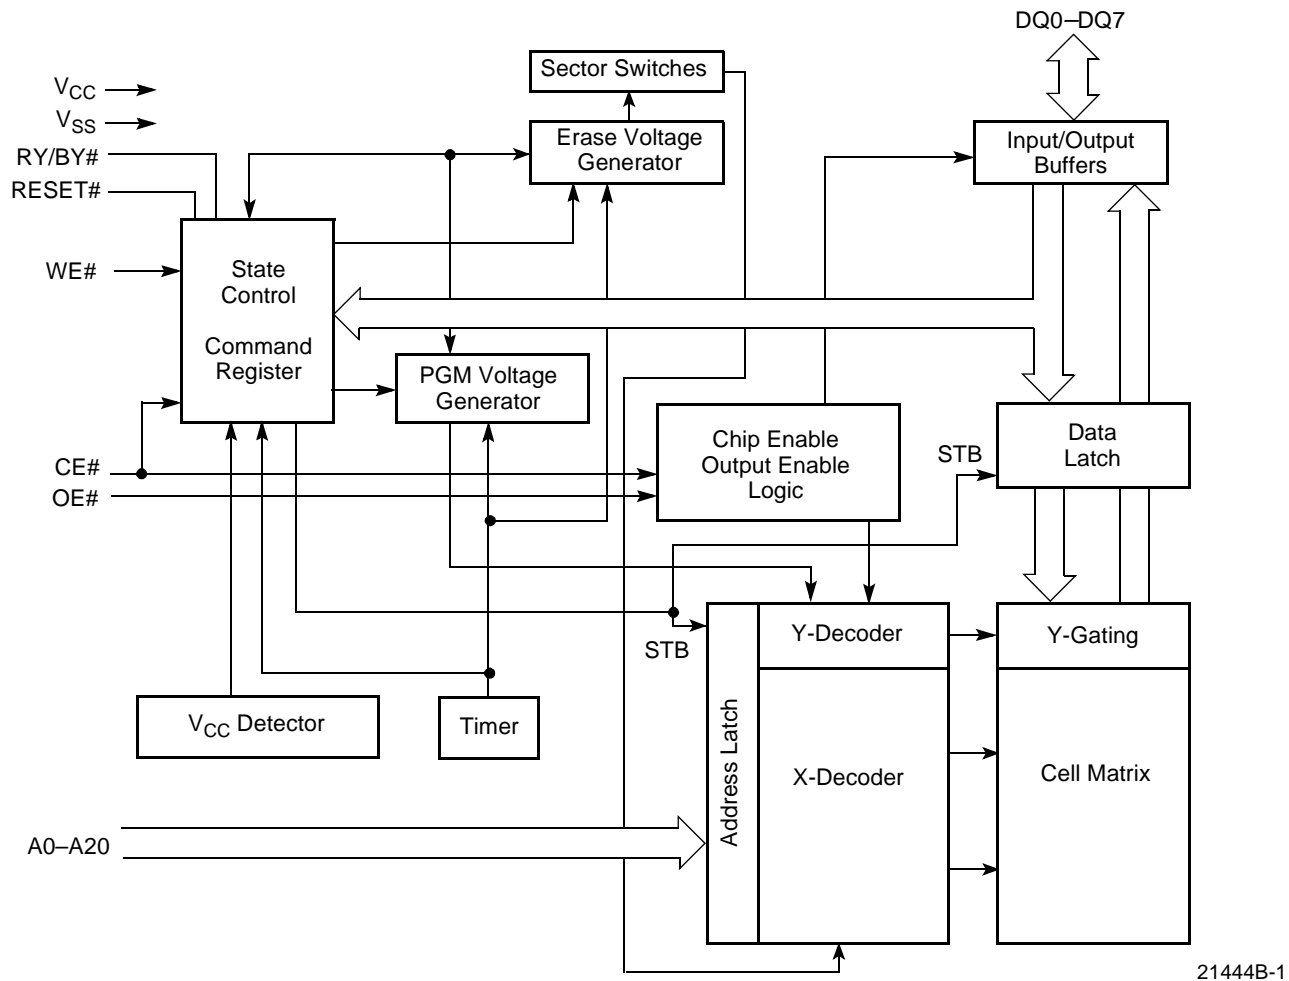 DQ0–DQ7
Sector Switches
VCC
VSS
RY/BY#
RESET#
Erase Voltage
Generator
Input/Output
Buffers
WE#
State
Control
Command
Register
PGM Voltage
Generator
Chip Enable
Output Enable
Logic
STB
Data
Latch
CE#
OE#
STB
Y-Decoder
Y-Gating
VCC Detector
Timer
Address Latch
X-Decoder
Cell Matrix
A0–A20
21444B-1